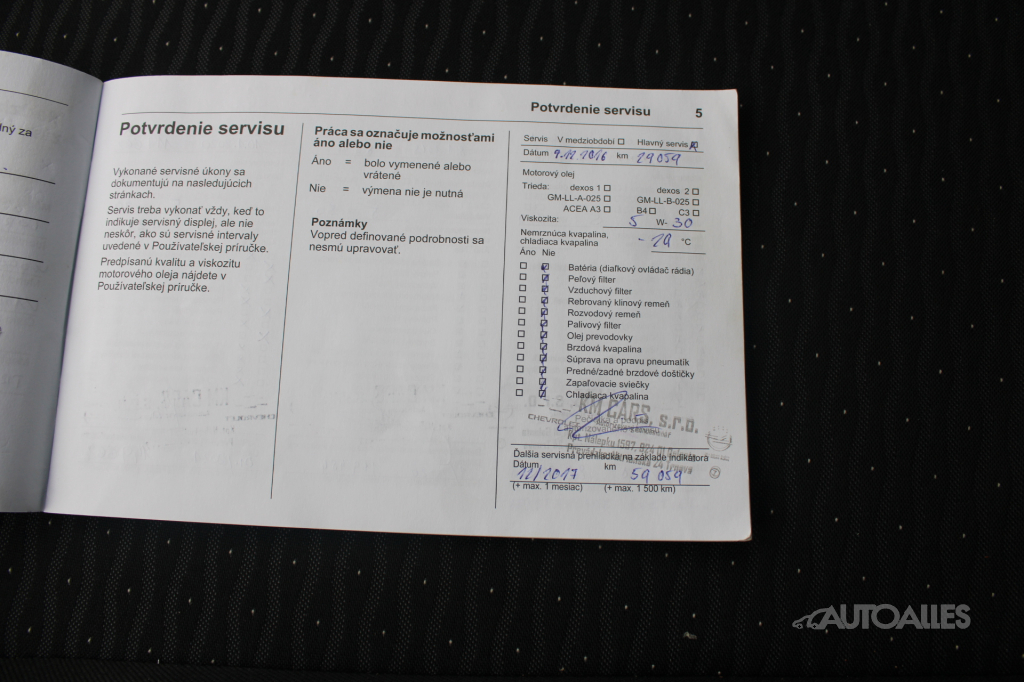 ný za
Potvrdenie servisu 5
Potvrdenie servisu
Vykonané servisné úkony sa
dokumentujú na nasledujúcich
stránkach.
Servis treba vykonať vždy, keď to
indikuje servisný displej, ale nie
neskôr, ako sú servisné intervaly
uvedené v Používateľskej príručke.
Predpísanú kvalitu a viskozitu
motorového oleja nájdete v
Používateľskej príručke.
Práca sa označuje možnosťami
áno alebo nie
Áno = bolo vymenené alebo
vrátené
Nie = výmena nie je nutná
Poznámky
Vopred definované podrobnosti sa
nesmú upravovať.
Servis V medziobdobí Hlavný servis
Dátum 9.12.2016 km 29059
Motorový olej
Trieda: dexos 1 dexos 2
GM-LL-A-025 GM-LL-B-025
ACEA A3 B4 C3
Viskozita: 5 W- 30
Nemrznúca kvapalina,
chladiaca kvapalina - 29 °C
Áno Nie
Batéria (diaľkový ovládač rádia)
Peľový filter
Vzduchový filter
Rebrovaný klinový remeň
Rozvodový remeň
Palivový filter
Olej prevodovky
Brzdová kvapalina
Súprava na opravu pneumatík
Predné/zadné brzdové doštičky
Zapaľovacie sviečky
Chladiaca kvapalina
KM CARS, s.r.o.
CHEVROLET
Ďalšia servisná prehliadka na základe indikátora
Dátum km
12/2017 59 059
(+ max. 1 mesiac) (+ max. 1 500 km)
AUTOALLES